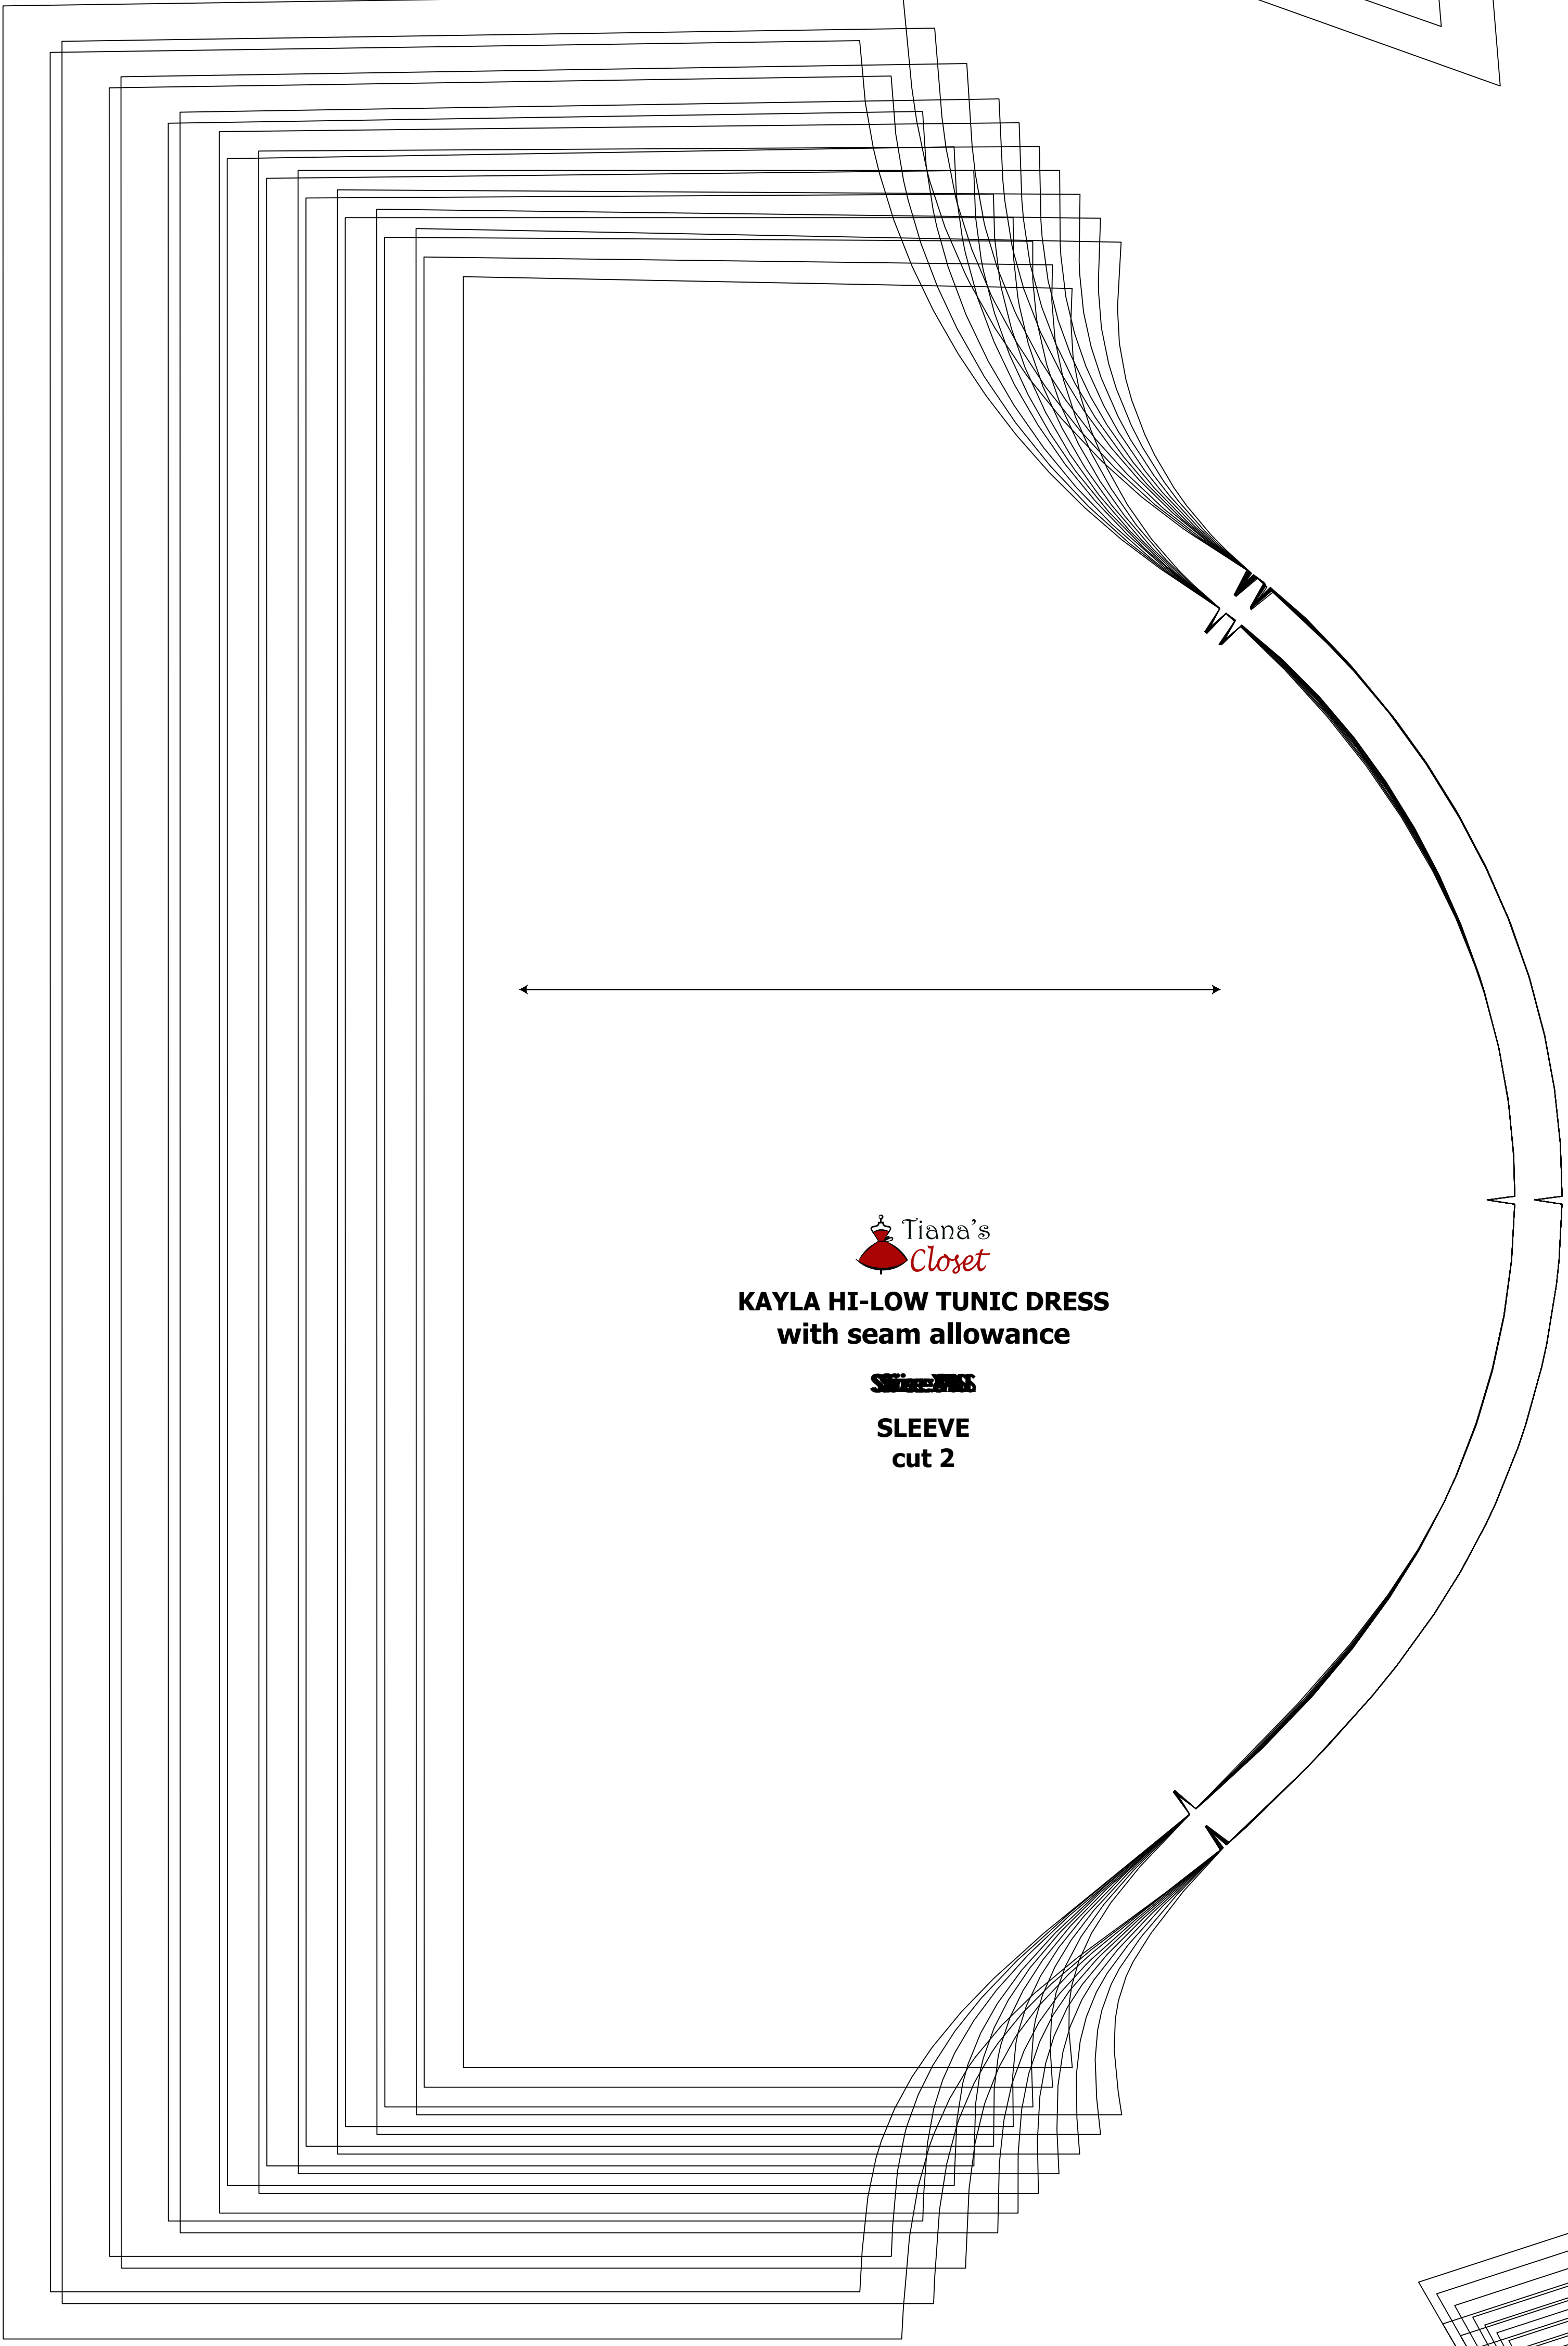 Tiana's
Closet
KAYLA HI-LOW TUNIC DRESS
with seam allowance
SLEEVE
cut 2